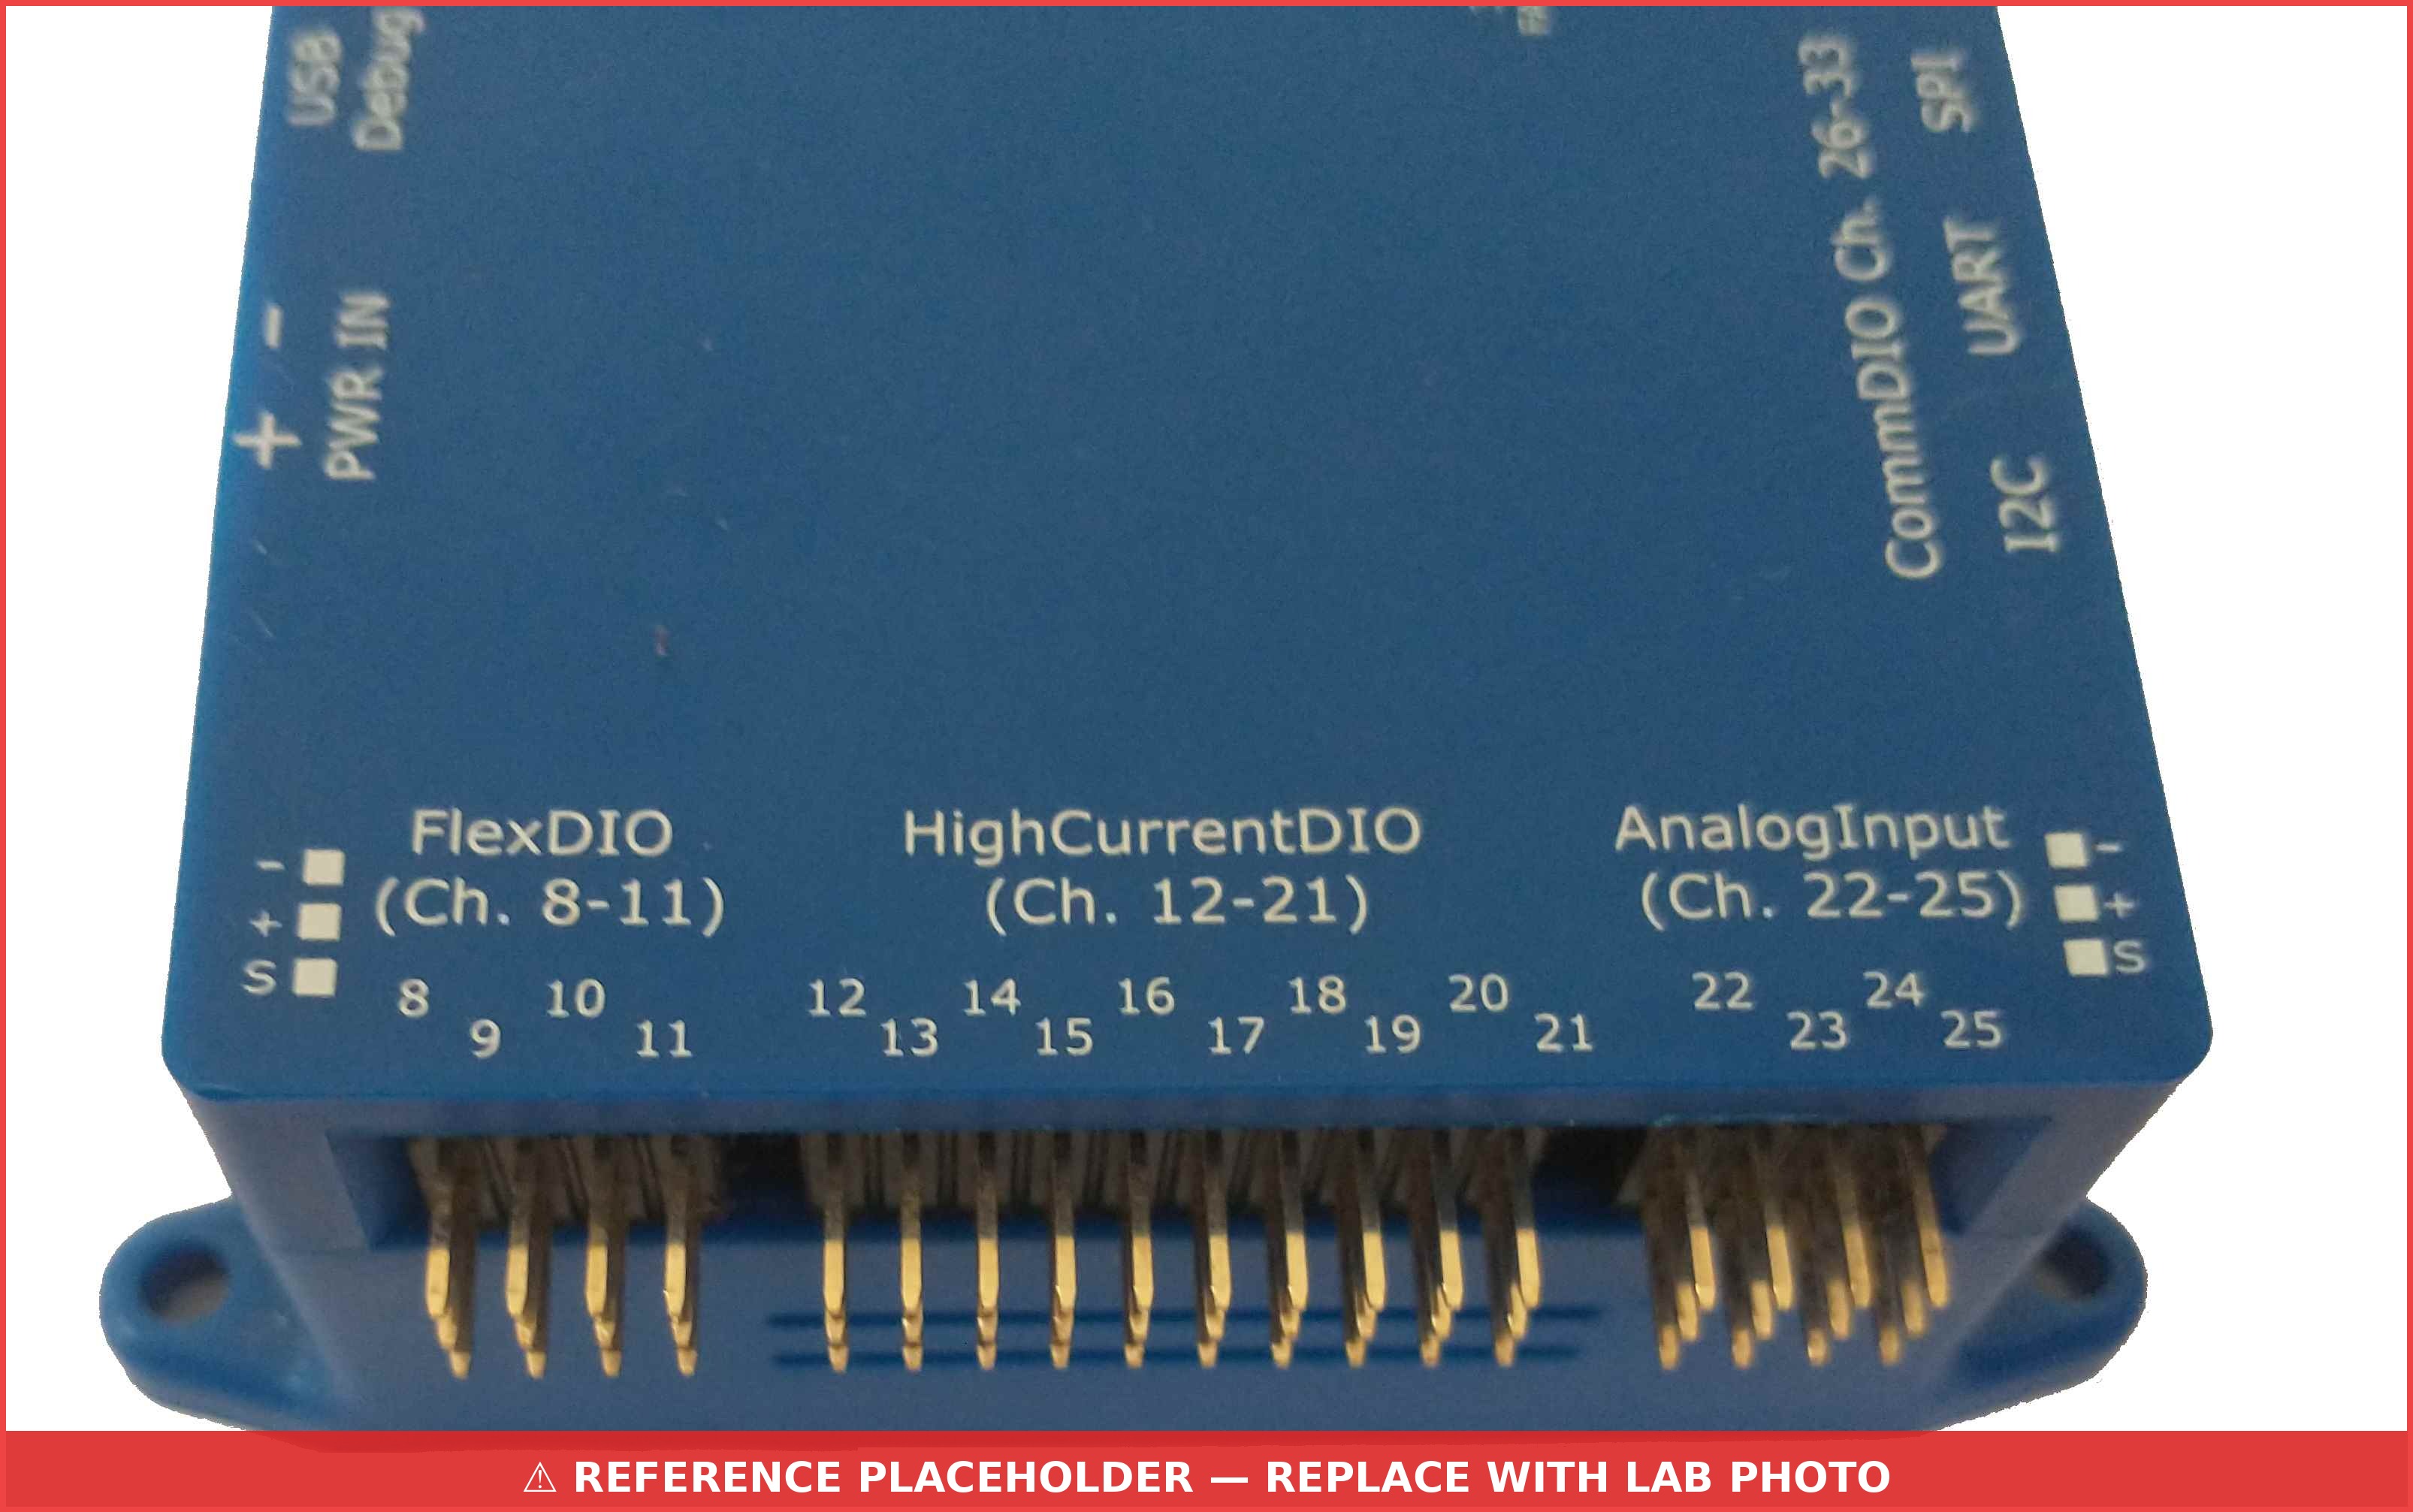 USB
Debug
- +
PWR IN
CommDIO Ch. 26-33
SPI
UART
I2C
FlexDIO
(Ch. 8-11)
HighCurrentDIO
(Ch. 12-21)
AnalogInput
(Ch. 22-25)
-
+
S
-
+
S
8 9 10 11 12 13 14 15 16 17 18 19 20 21 22 23 24 25
⚠ REFERENCE PLACEHOLDER — REPLACE WITH LAB PHOTO